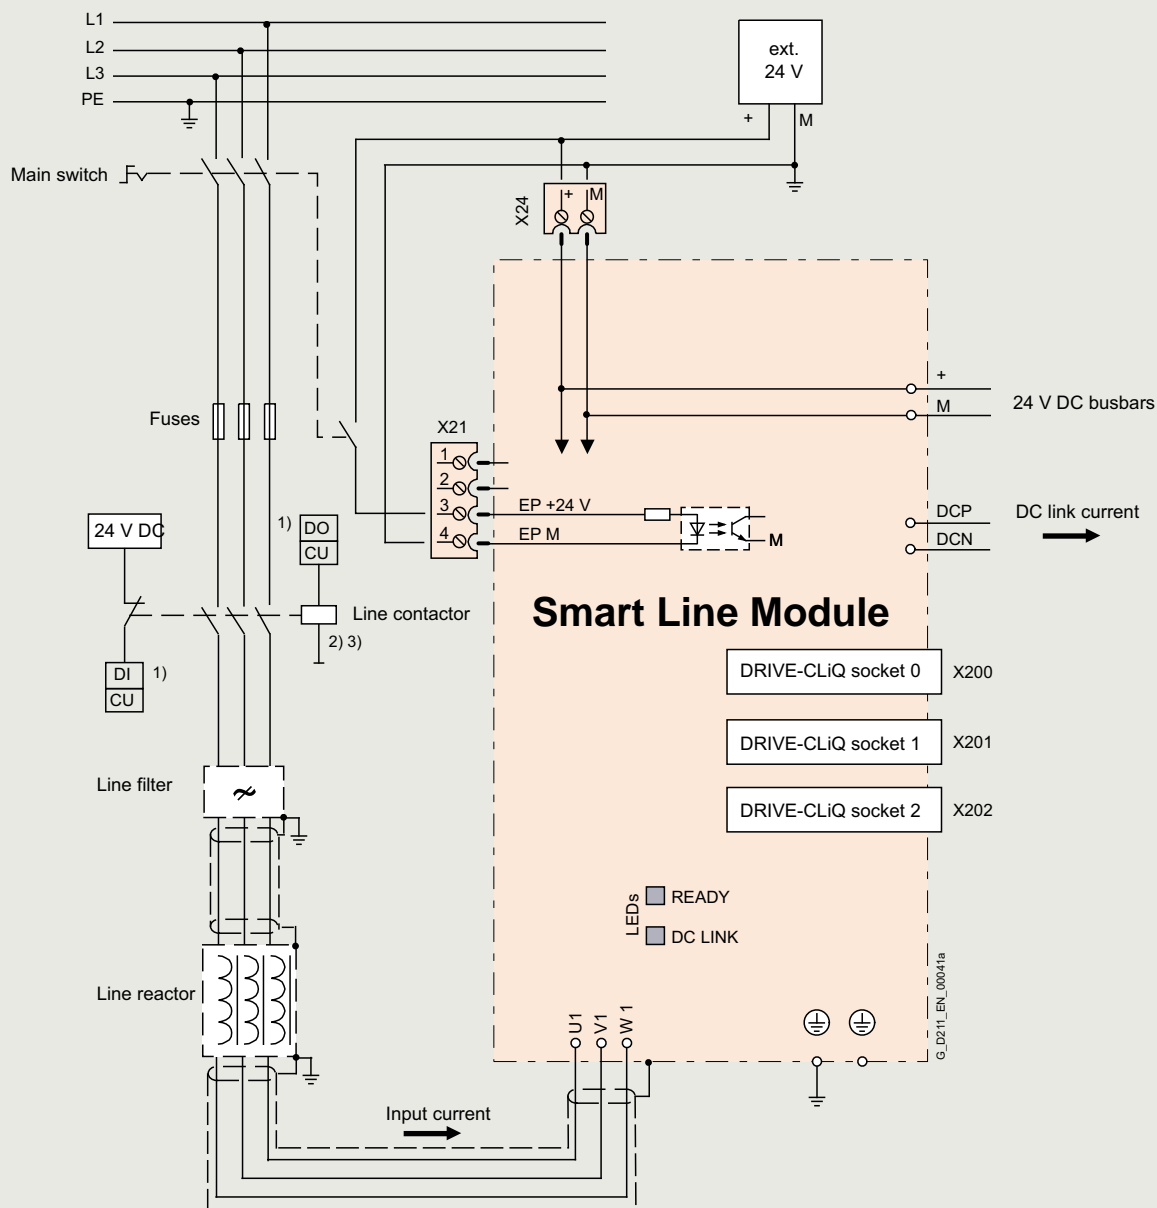 L1
L2
L3
PE
ext.
24 V
+
M
Main switch
X24
+ M
+
M
24 V DC busbars
Fuses
X21
1
2
3
4
EP +24 V
EP M
M
DCP
DCN
DC link current
24 V DC
1)
DO
CU
Line contactor
2) 3)
DI
CU
1)
Smart Line Module
DRIVE-CLiQ socket 0
X200
DRIVE-CLiQ socket 1
X201
DRIVE-CLiQ socket 2
X202
Line filter
LEDs
READY
DC LINK
Line reactor
U1
V1
W 1
G_D211_EN_00041a
Input current